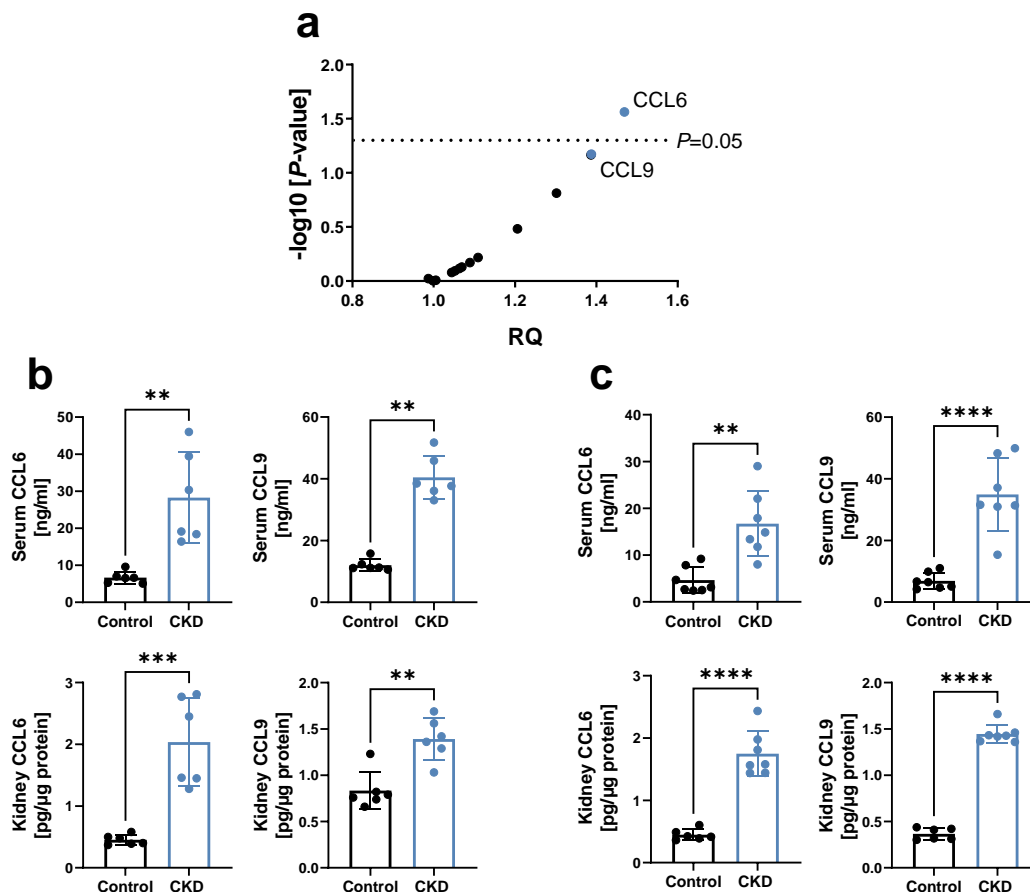 a
-log10 [P-value]
2.0
1.5
1.0
0.5
0.0
CCL6
P=0.05
CCL9
0.8
1.0
1.2
1.4
1.6
RQ
b
Serum CCL6
[ng/ml]
50
40
30
20
10
0
**
Control
CKD
Serum CCL9
[ng/ml]
60
40
20
0
**
Control
CKD
Kidney CCL6
[pg/µg protein]
3
2
1
0
***
Control
CKD
Kidney CCL9
[pg/µg protein]
2.0
1.5
1.0
0.5
0.0
**
Control
CKD
c
Serum CCL6
[ng/ml]
40
30
20
10
0
**
Control
CKD
Serum CCL9
[ng/ml]
60
40
20
0
****
Control
CKD
Kidney CCL6
[pg/µg protein]
3
2
1
0
****
Control
CKD
Kidney CCL9
[pg/µg protein]
2.0
1.5
1.0
0.5
0.0
****
Control
CKD